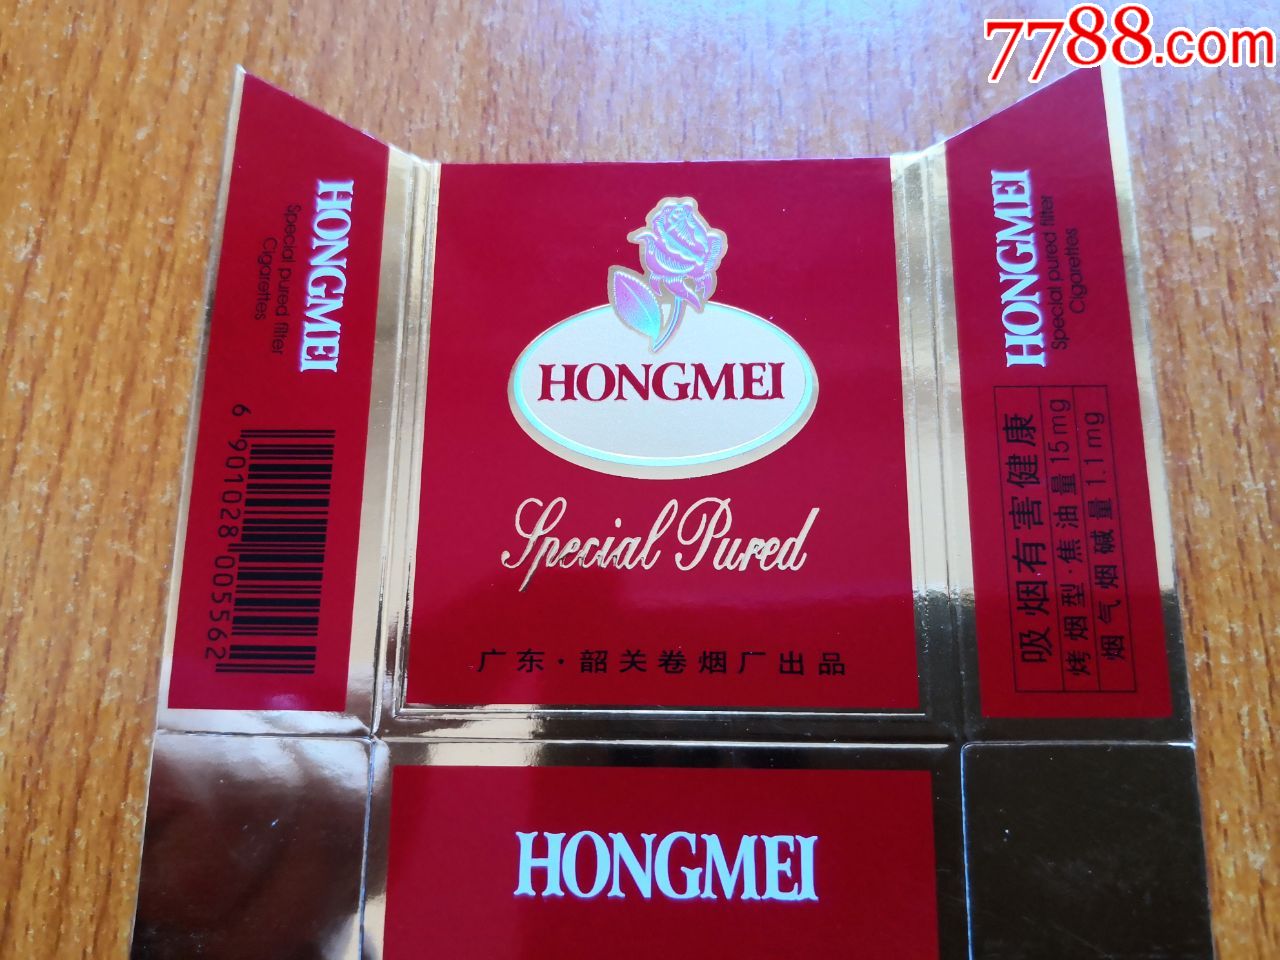 7788.com
HONGMEI
Special pured filter
Cigarettes
6 901028 005562
HONGMEI
Special Pured
广东·韶关卷烟厂出品
HONGMEI
Special pured filter
Cigarettes
吸烟有害健康
烤烟型·焦油量15mg
烟气烟碱量1.1mg
HONGMEI